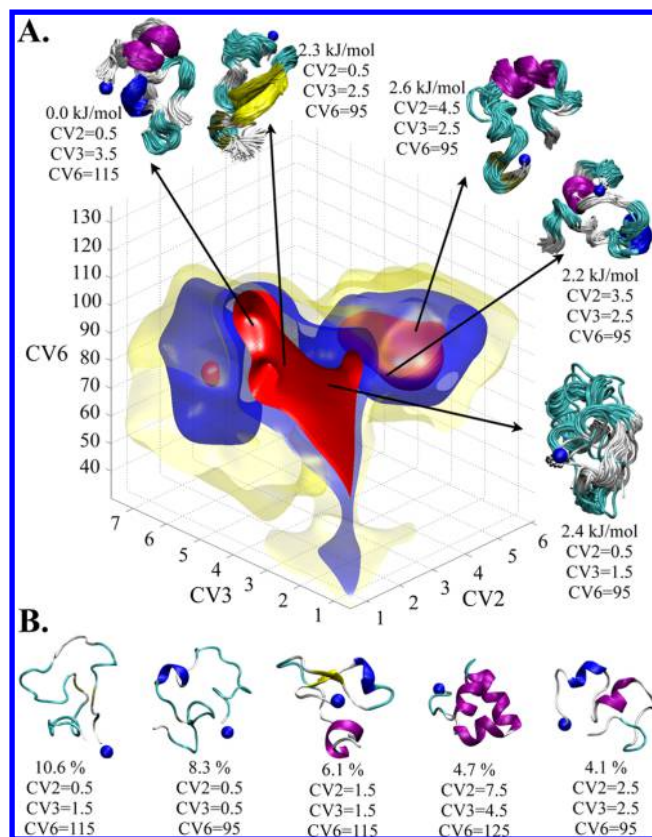 A.
0.0 kJ/mol
CV2=0.5
CV3=3.5
CV6=115
2.3 kJ/mol
CV2=0.5
CV3=2.5
CV6=95
2.6 kJ/mol
CV2=4.5
CV3=2.5
CV6=95
2.2 kJ/mol
CV2=3.5
CV3=2.5
CV6=95
2.4 kJ/mol
CV2=0.5
CV3=1.5
CV6=95
130
120
110
100
90
80
70
60
50
40
CV6
7
6
5
4
3
2
1
CV3
1
2
3
4
5
6
CV2
B.
10.6 %
CV2=0.5
CV3=1.5
CV6=115
8.3 %
CV2=0.5
CV3=0.5
CV6=95
6.1 %
CV2=1.5
CV3=1.5
CV6=115
4.7 %
CV2=7.5
CV3=4.5
CV6=125
4.1 %
CV2=2.5
CV3=2.5
CV6=95